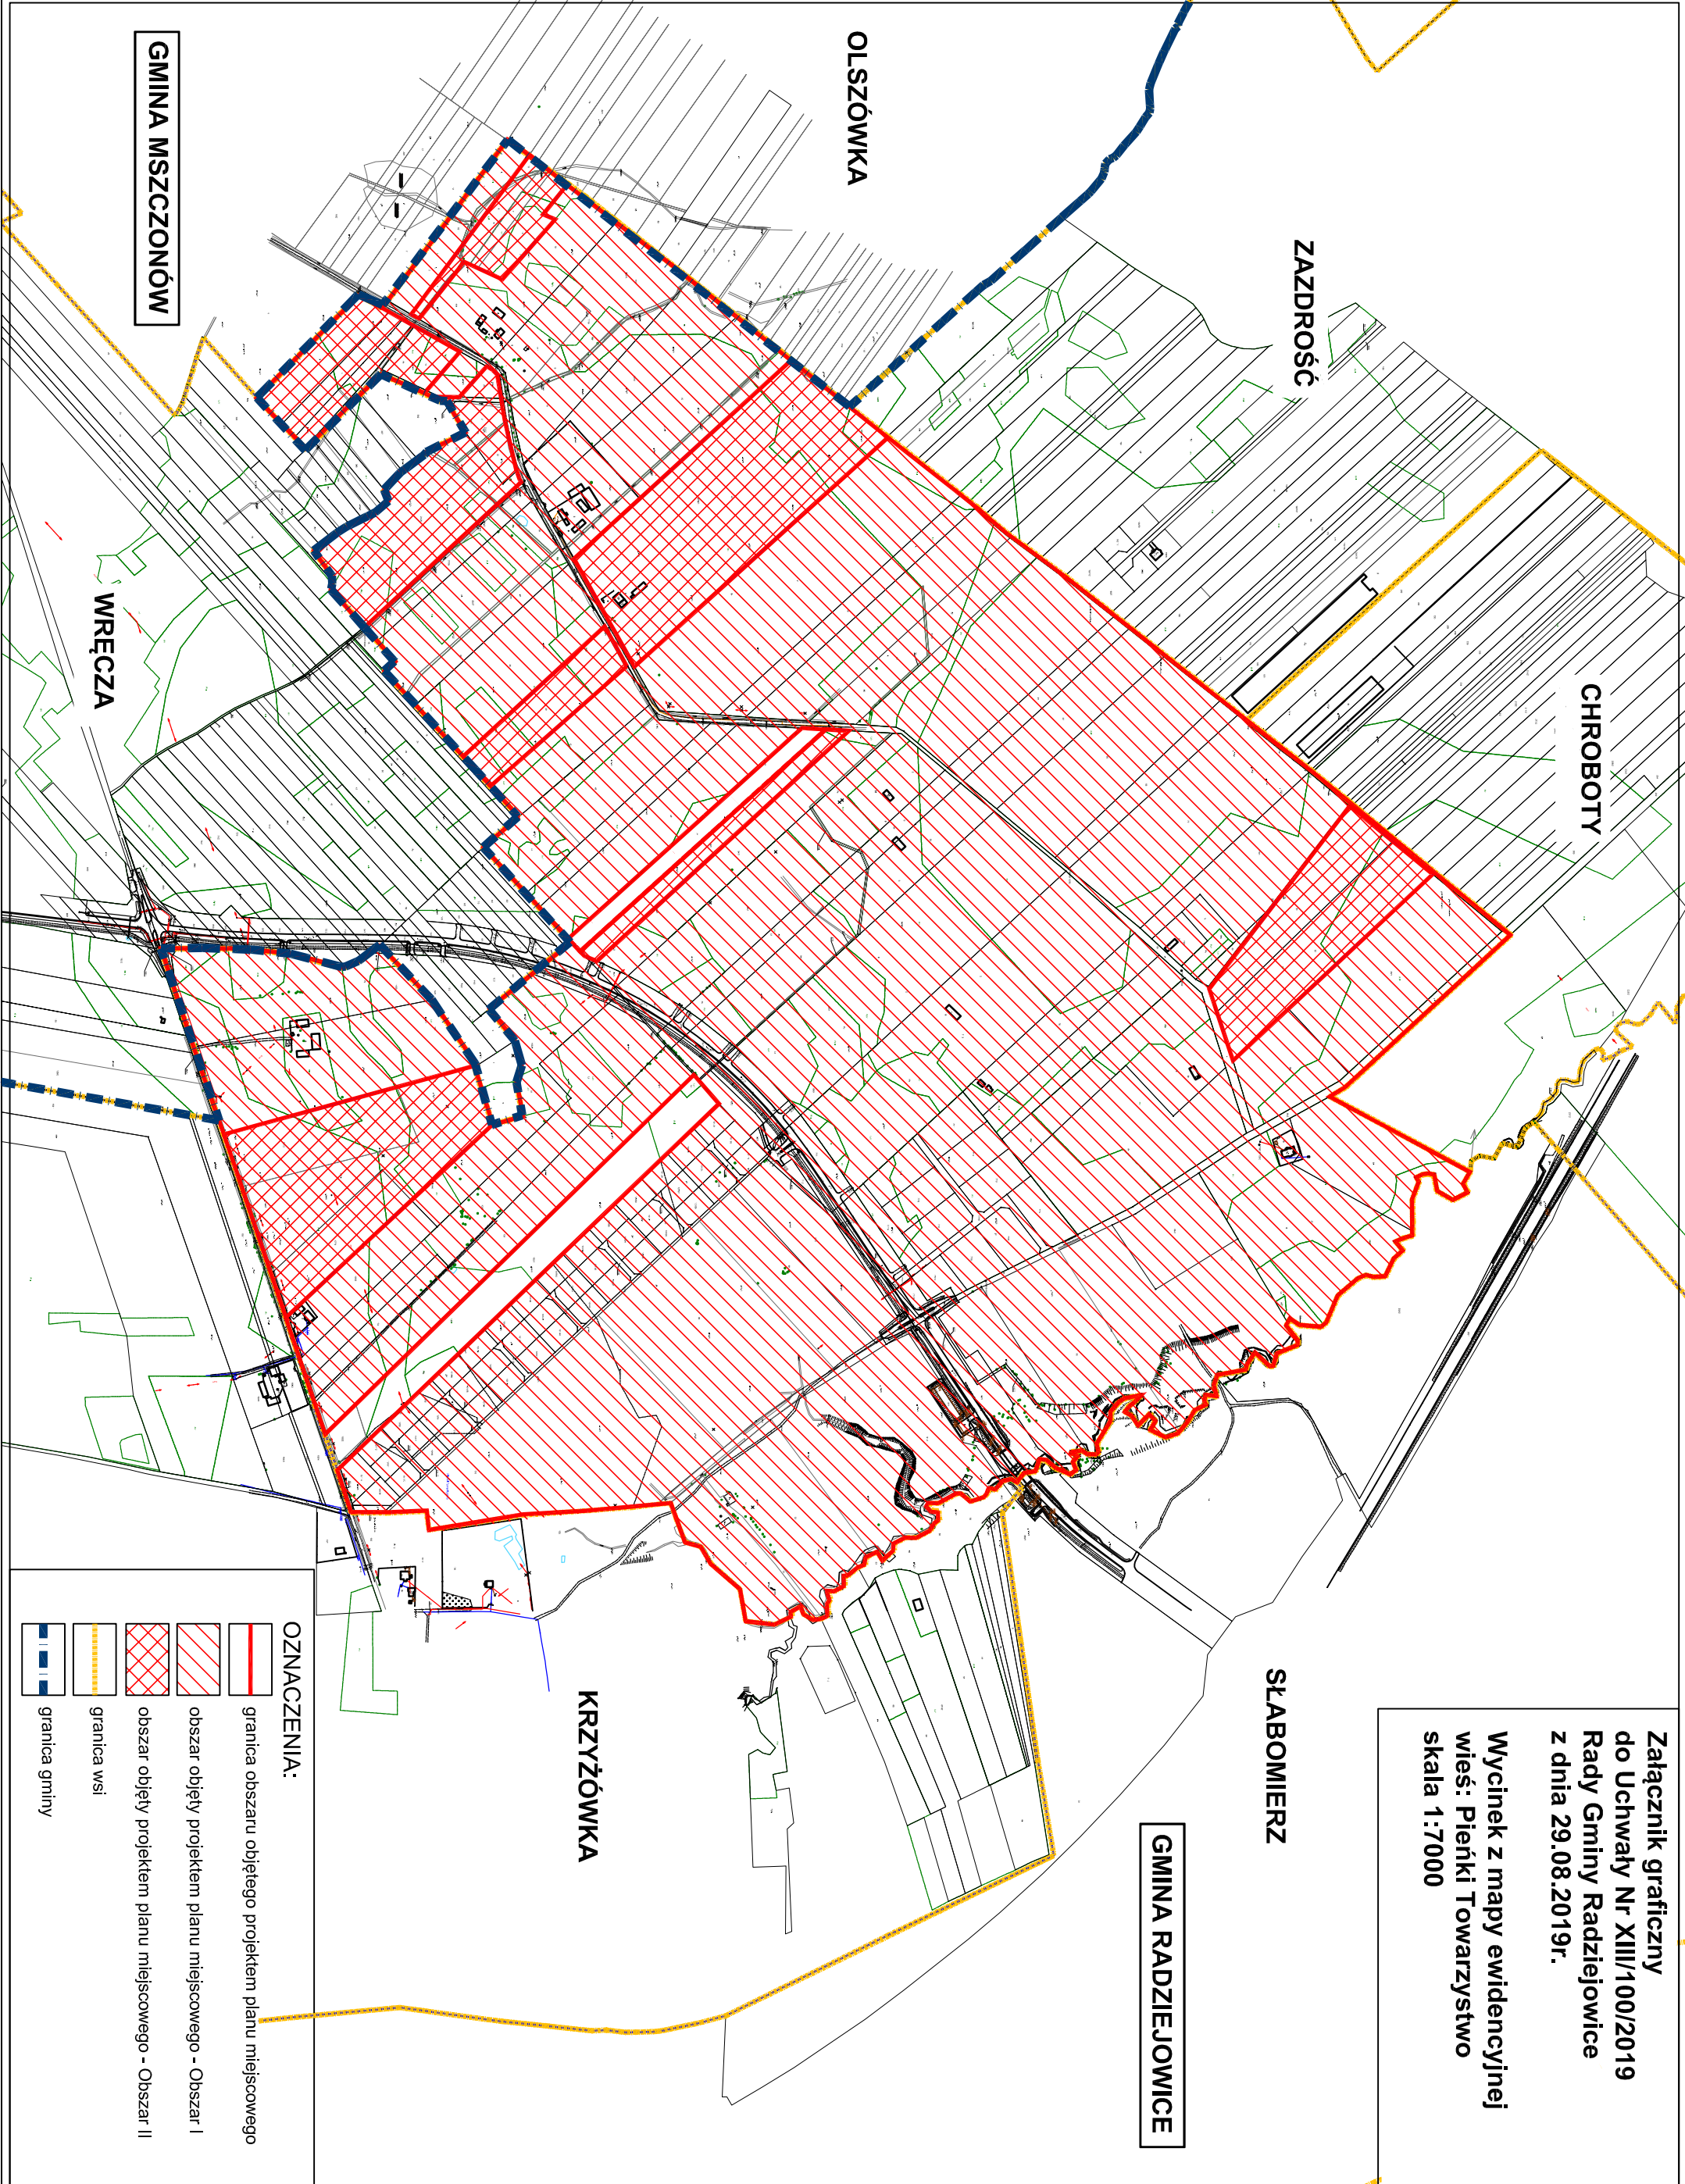 Załącznik graficzny
do Uchwały Nr XIII/100/2019
Rady Gminy Radziejowice
z dnia 29.08.2019r.
Wycinek z mapy ewidencyjnej
wieś: Pieńki Towarzystwo
skala 1:7000
CHROBOTY
ZAZDROŚĆ
SŁABOMIERZ
GMINA RADZIEJOWICE
OLSZÓWKA
KRZYŻÓWKA
GMINA MSZCZONÓW
WRĘCZA
OZNACZENIA:
granica obszaru objętego projektem planu miejscowego
obszar objęty projektem planu miejscowego - Obszar I
obszar objęty projektem planu miejscowego - Obszar II
granica wsi
granica gminy